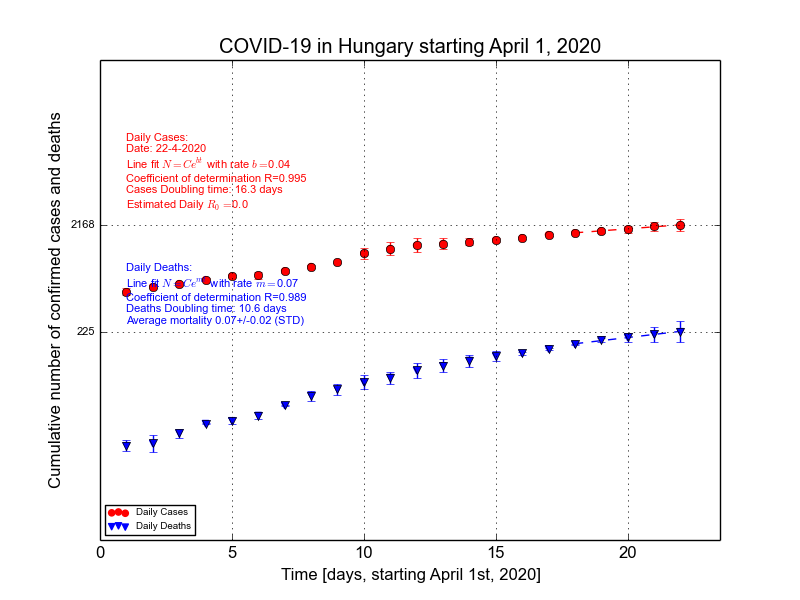 COVID-19 in Hungary starting April 1, 2020
Cumulative number of confirmed cases and deaths
Daily Cases:
Date: 22-4-2020
Line fit N=Ce^{bt} with rate b=0.04
Coefficient of determination R=0.995
Cases Doubling time: 16.3 days
Estimated Daily R_0=0.0
2168
Daily Deaths:
Line fit N=Ce^{m} with rate m=0.07
Coefficient of determination R=0.989
Deaths Doubling time: 10.6 days
Average mortality 0.07+/-0.02 (STD)
225
Daily Cases
Daily Deaths
0 5 10 15 20
Time [days, starting April 1st, 2020]